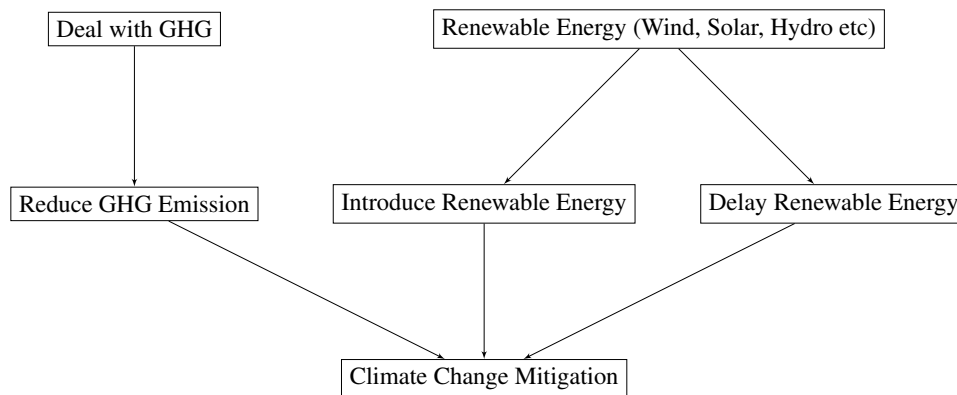 Deal with GHG
Renewable Energy (Wind, Solar, Hydro etc)
Reduce GHG Emission
Introduce Renewable Energy
Delay Renewable Energy
Climate Change Mitigation